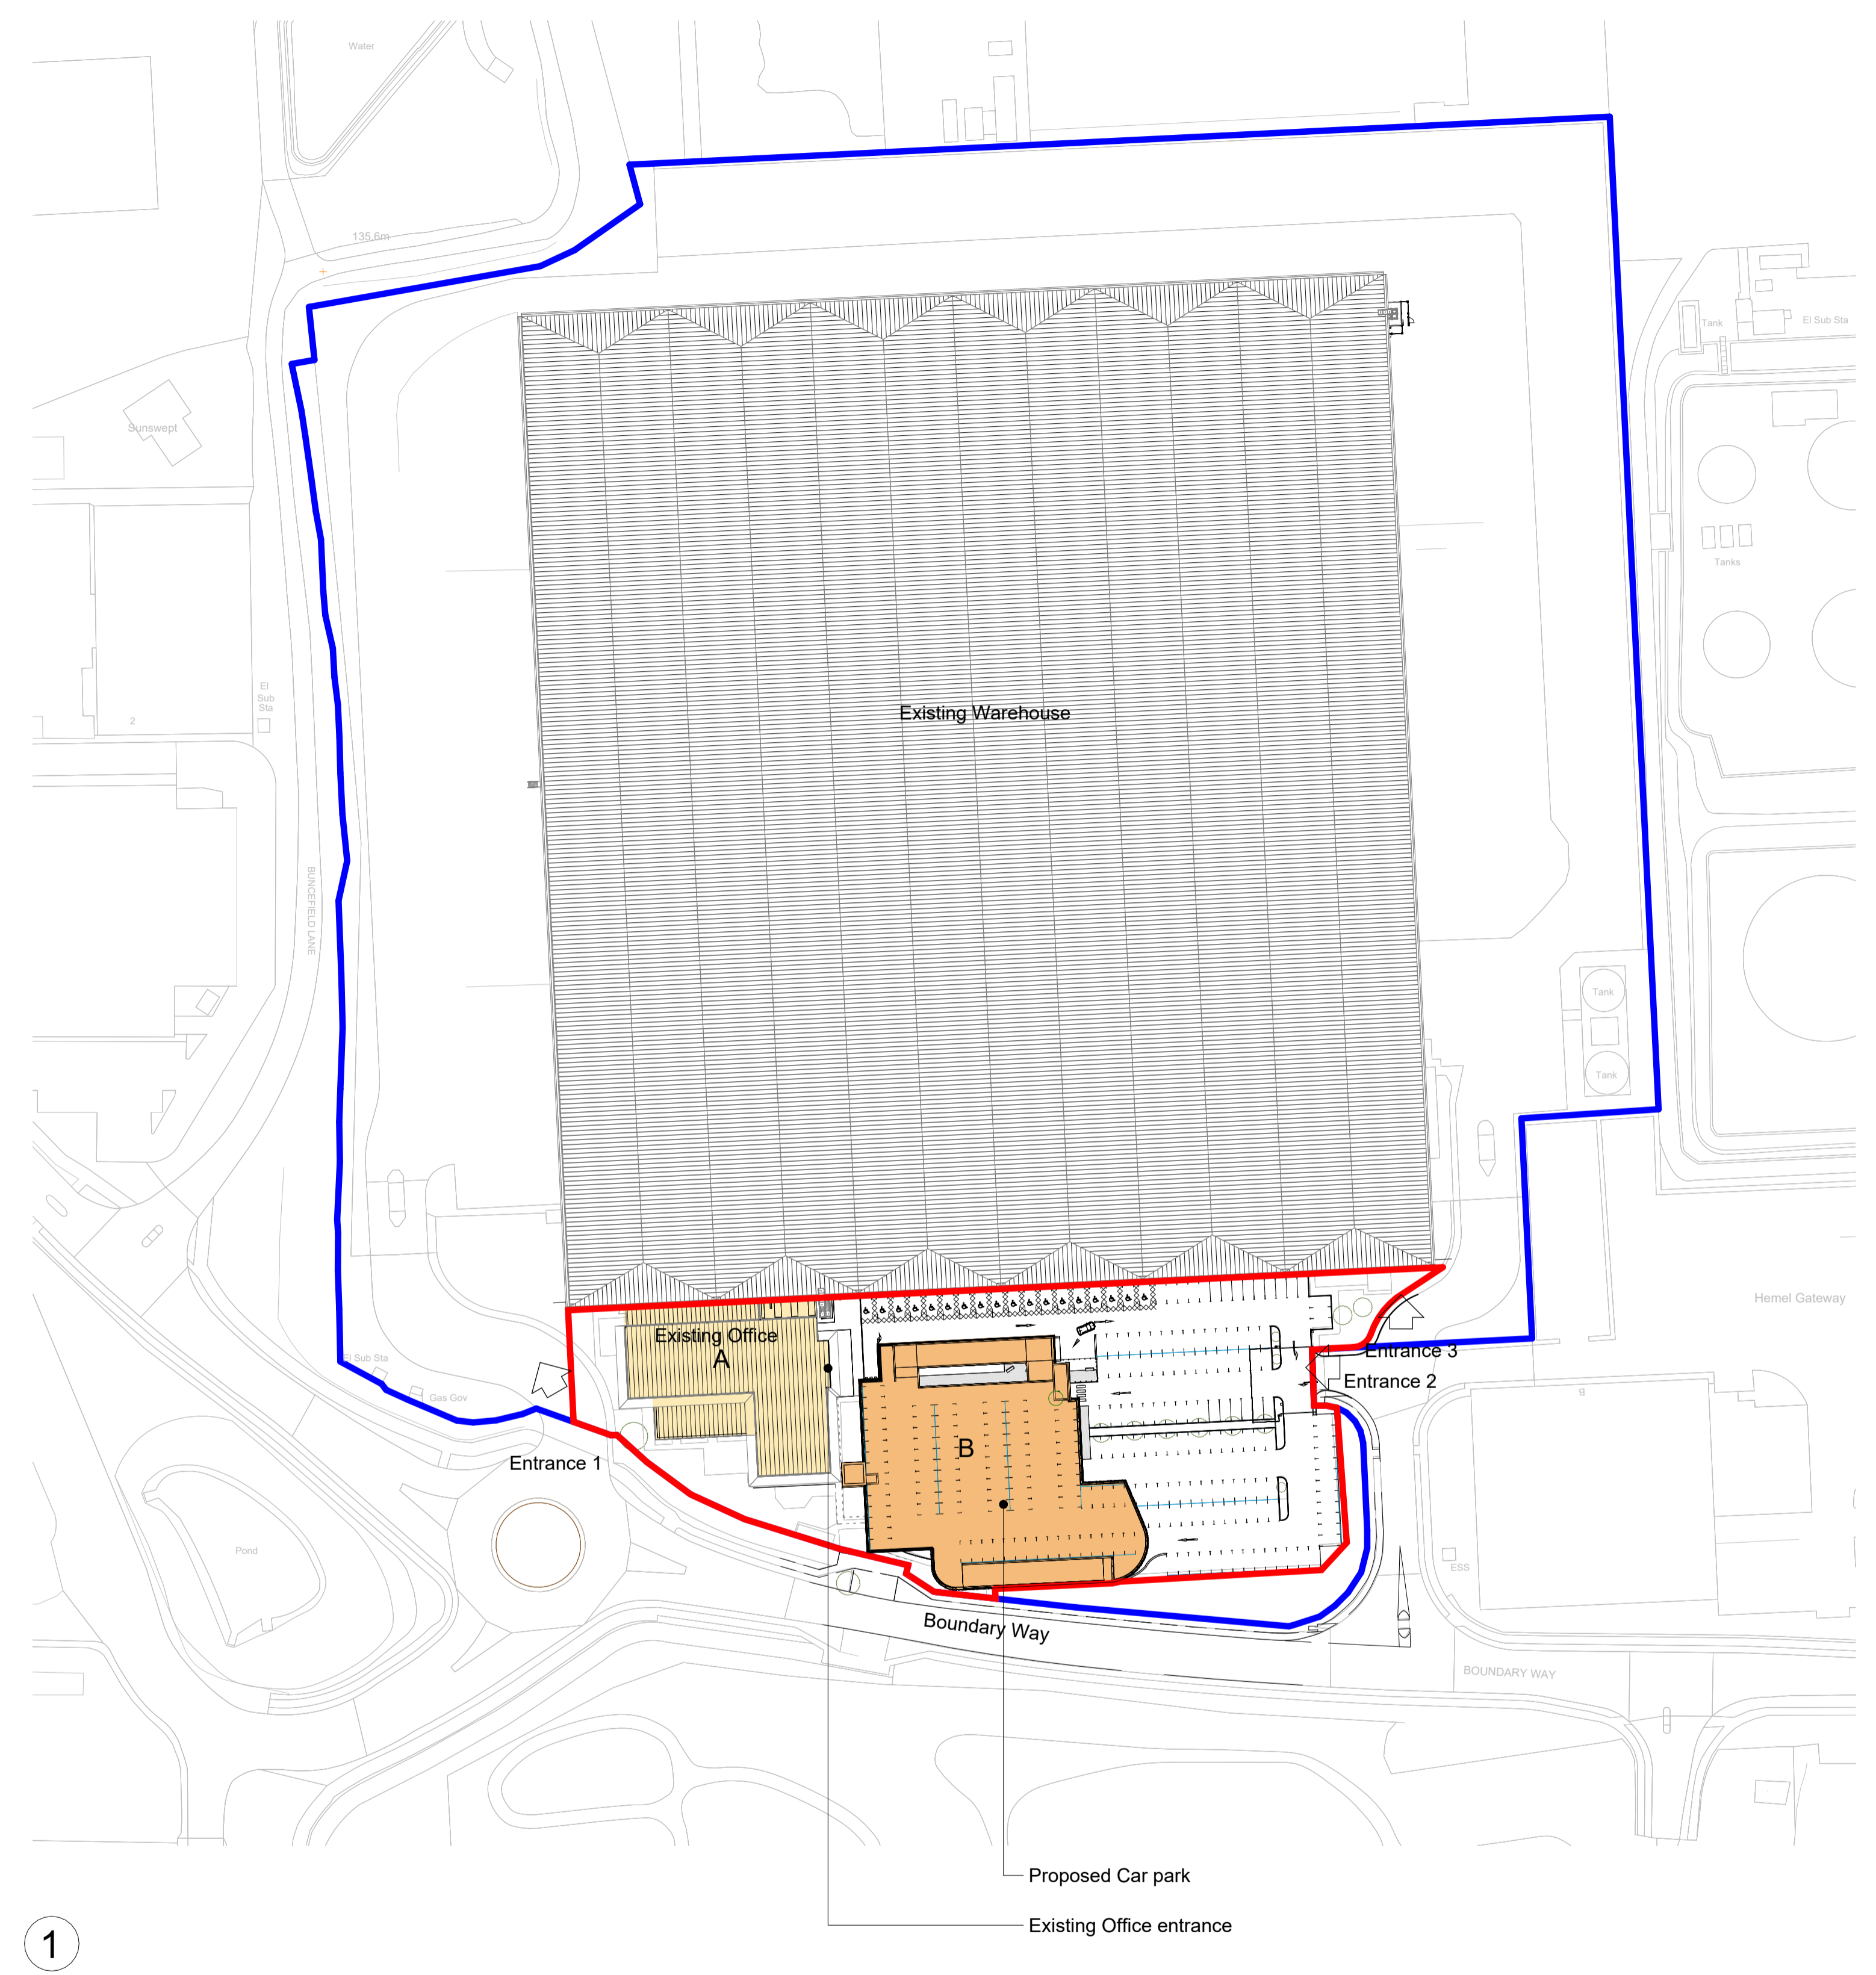 Water
135.6m
Tank
El Sub Sta
Sunswept
Tanks
El
Sub
Sta
2
Existing Warehouse
BUNCEFIELD LANE
Tank
Tank
Hemel Gateway
Existing Office
A
El Sub Sta
Gas Gov
Entrance 3
Entrance 2
B
B
Entrance 1
Pond
ESS
Boundary Way
BOUNDARY WAY
Proposed Car park
Existing Office entrance
1